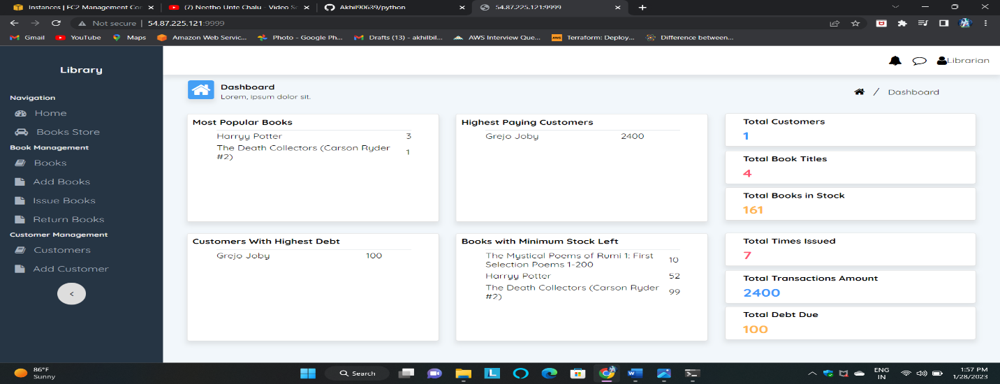 Instances | EC2 Management Con
(7) Neetho Unte Chalu - Video So
Akhil90639/python
54.87.225.121:9999
Not secure | 54.87.225.121:9999
Gmail
YouTube
Maps
Amazon Web Servic...
Photo - Google Ph...
Drafts (13) - akhilbil...
AWS Interview Que...
Terraform: Deploy...
Difference between...
Library
Librarian
Dashboard
Lorem, ipsum dolor sit.
/ Dashboard
Navigation
Home
Books Store
Book Management
Books
Add Books
Issue Books
Return Books
Customer Management
Customers
Add Customer
<
Most Popular Books
Harryy Potter 3
The Death Collectors (Carson Ryder
#2) 1
Highest Paying Customers
Grejo Joby 2400
Total Customers
1
Total Book Titles
4
Total Books in Stock
161
Customers With Highest Debt
Grejo Joby 100
Books with Minimum Stock Left
The Mystical Poems of Rumi 1: First
Selection Poems 1-200 10
Harryy Potter 52
The Death Collectors (Carson Ryder
#2) 99
Total Times Issued
7
Total Transactions Amount
2400
Total Debt Due
100
86°F
Sunny
Search
ENG
IN
1:57 PM
1/28/2023